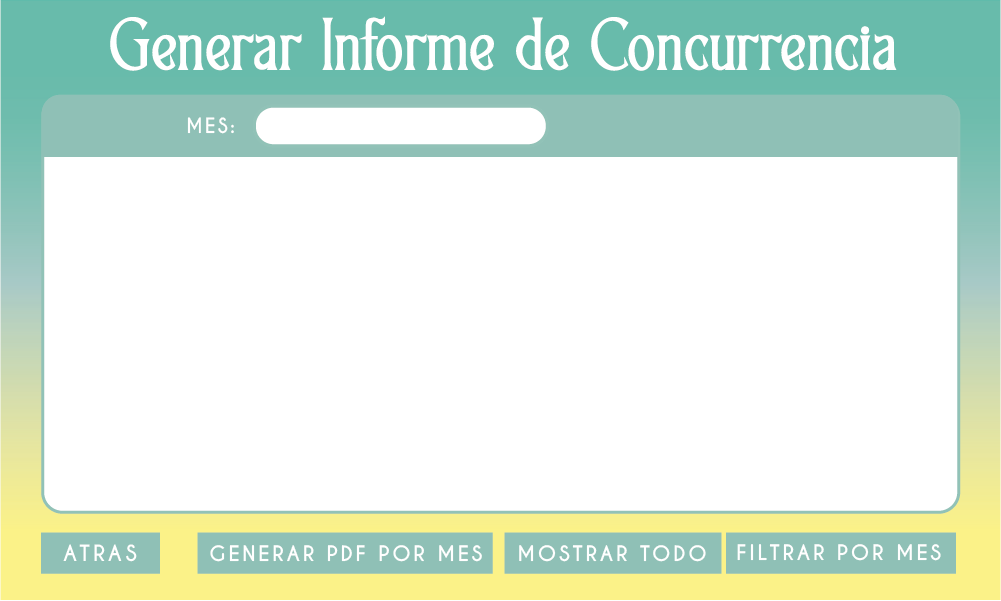 Generar Informe de Concurrencia
MES:
ATRAS GENERAR PDF POR MES MOSTRAR TODO FILTRAR POR MES